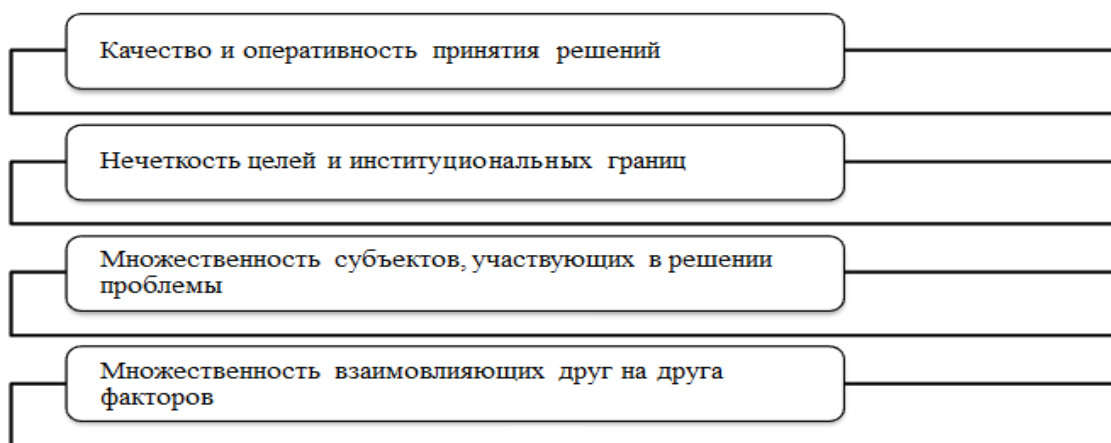 Качество и оперативность принятия решений
Нечеткость целей и институциональных границ
Множественность субъектов, участвующих в решении
проблемы
Множественность взаимовлияющих друг на друга
факторов